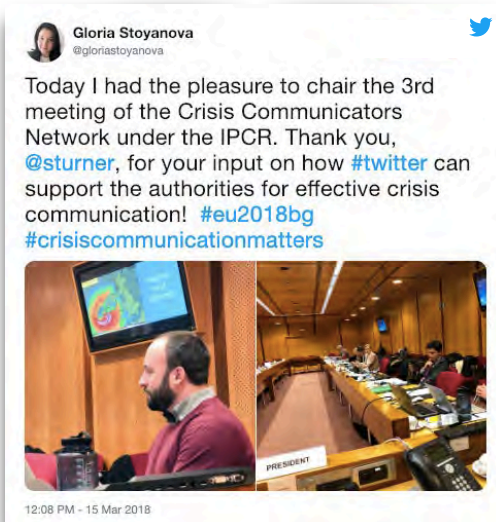 Gloria Stoyanova
@gloriastoyanova
Today I had the pleasure to chair the 3rd
meeting of the Crisis Communicators
Network under the IPCR. Thank you,
@sturner, for your input on how #twitter can
support the authorities for effective crisis
communication! #eu2018bg
#crisiscommunicationmatters
PRESIDENT
12:08 PM - 15 Mar 2018